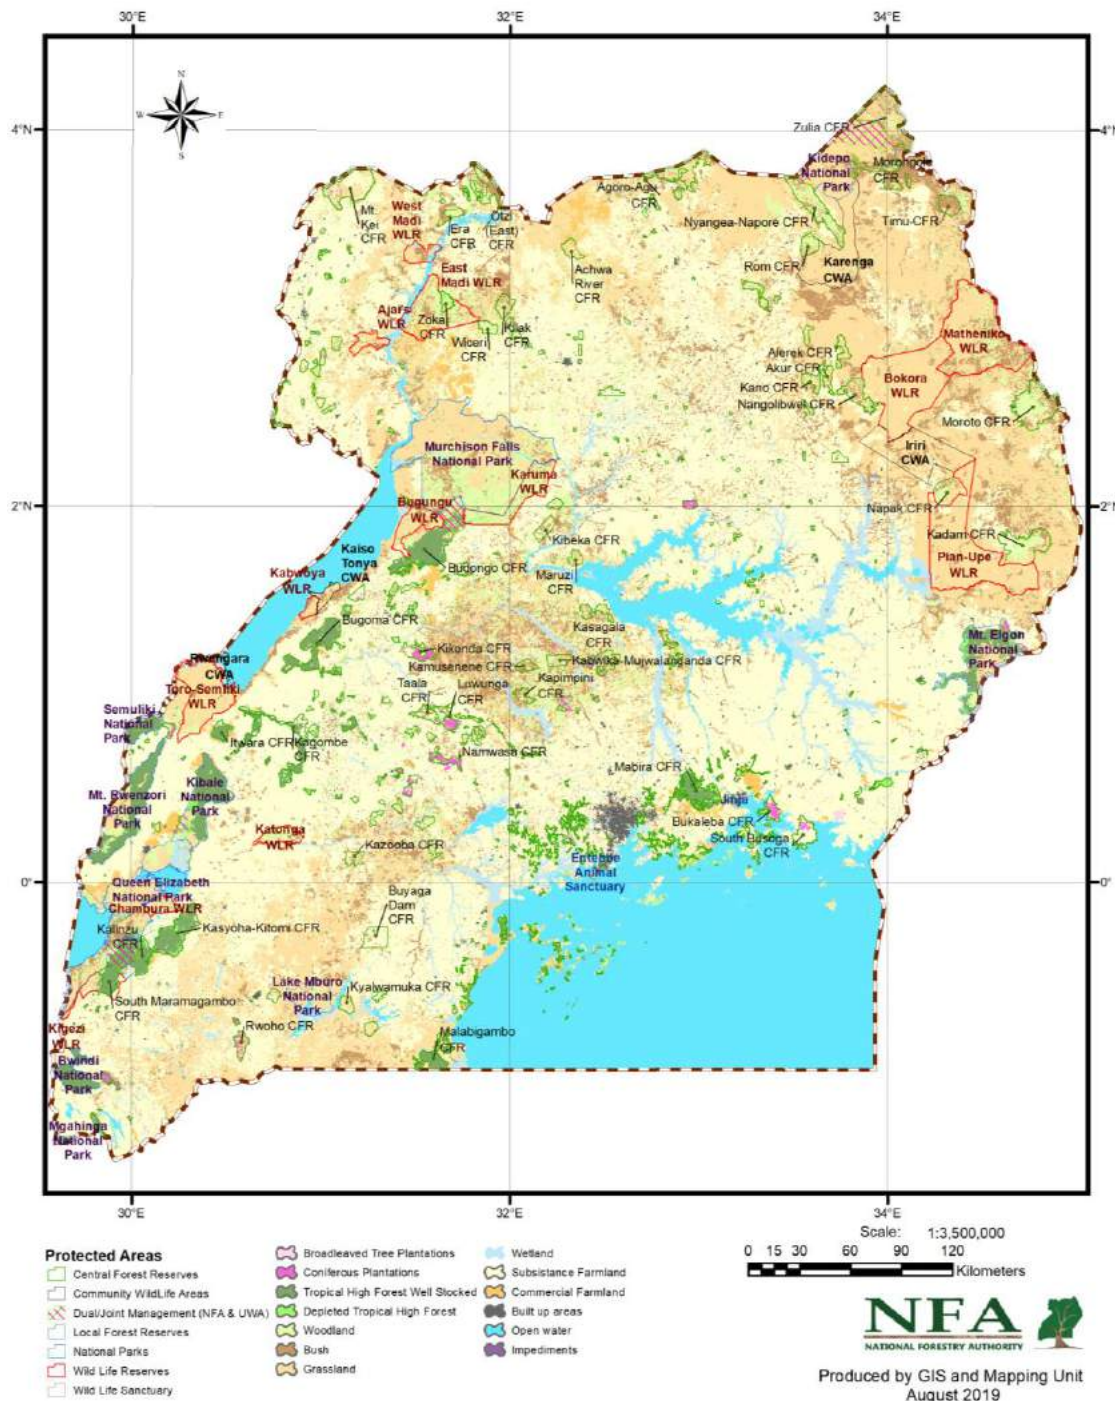 30°E
32°E
34°E
N
W
E
S
4°N
4°N
Zulia CFR
Kidepo
National
Park
Morongole
CFR
Agoro-Agu
CFR
Nyangea-Napore CFR
Timu-CFR
Mt.
Kei
CFR
West
Madi
WLR
Era
CFR
Otzi
(East)
CFR
Rom CFR
Karenga
CWA
Achwa
River
CFR
East
Madi WLR
Ajars
WLR
Zoka
CFR
Wiceri
CFR
Kilak
CFR
Matheniko
WLR
Alerek CFR
Akur CFR
Kano CFR
Nangolibwel CFR
Bokora
WLR
Moroto CFR
Murchison Falls
National Park
Iriri
CWA
Karuma
WLR
Bugungu
WLR
2°N
2°N
Napak CFR
Kadam CFR
Kibeka CFR
Kaiso
Tonya
CWA
Budongo CFR
Maruzi
CFR
Pian-Upe
WLR
Kabwoya
WLR
Bugoma CFR
Kasagala
CFR
Mt. Elgon
National
Park
Kikonda CFR
Kamusenene CFR
Kabwika-Mujwalanganda CFR
Rwengara
CWA
Toro-Semliki
WLR
Taala
CFR
Luwunga
CFR
Kapimpini
CFR
Semuliki
National
Park
Itwara CFR
Kagombe
CFR
Namwasa CFR
Mabira CFR
Kibale
National
Park
Mt. Rwenzori
National
Park
Jinja
Bukaleba CFR
South Busoga
CFR
Katonga
WLR
Kazooba CFR
Entebbe
Animal
Sanctuary
0°
0°
Queen Elizabeth
National Park
Chambura WLR
Buyaga
Dam
CFR
Kalinzu
CFR
Kasyoha-Kitomi CFR
Lake Mburo
National
Park
Kyalwamuka CFR
South Maramagambo
CFR
Rwoho CFR
Kigezi
WLR
Malabigambo
CFR
Bwindi
National
Park
Mgahinga
National
Park
30°E
32°E
34°E
Protected Areas
Central Forest Reserves
Community WildLife Areas
Dual/Joint Management (NFA & UWA)
Local Forest Reserves
National Parks
Wild Life Reserves
Wild Life Sanctuary
Broadleaved Tree Plantations
Coniferous Plantations
Tropical High Forest Well Stocked
Depleted Tropical High Forest
Woodland
Bush
Grassland
Wetland
Subsistance Farmland
Commercial Farmland
Built up areas
Open water
Impediments
Scale: 1:3,500,000
0 15 30 60 90 120
Kilometers
NFA
NATIONAL FORESTRY AUTHORITY
Produced by GIS and Mapping Unit
August 2019